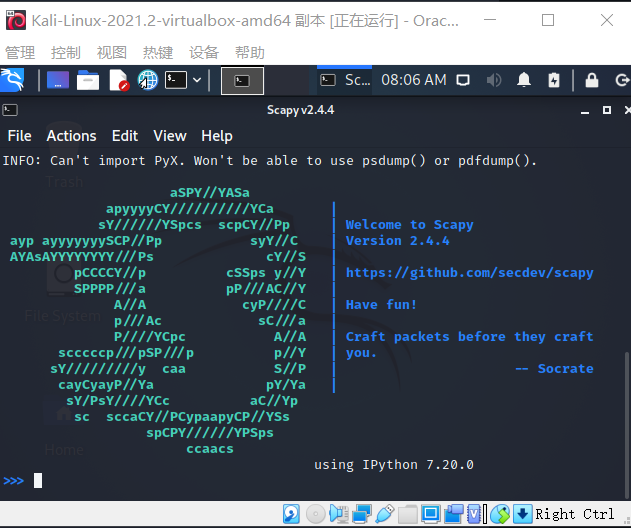 Kali-Linux-2021.2-virtualbox-amd64 副本 [正在运行] - Orac...
管理 控制 视图 热键 设备 帮助
Sc... 08:06 AM
Scapy v2.4.4
File Actions Edit View Help
INFO: Can't import PyX. Won't be able to use psdump() or pdfdump().
aSPY//YASa
apyyyyCY//////////YCa |
sY//////YSpcs scpCY//Pp | Welcome to Scapy
ayp ayyyyyyySCP//Pp syY//C | Version 2.4.4
AYAsAYYYYYYYY///Ps cY//S |
pCCCCY//p cSSps y//Y | https://github.com/secdev/scapy
SPPPP///a pP///AC//Y |
A//A cyP////C | Have fun!
p///Ac sC///a |
P////YCpc A//A | Craft packets before they craft
scccccp///pSP///p p//Y | you.
sY/////////y caa S//P | -- Socrate
cayCyayP//Ya pY/Ya |
sY/PsY////YCc aC//Yp
sc sccaCY//PCypaapyCP//YSs
spCPY//////YPSps
ccaacs
using IPython 7.20.0
>>>
Trash
File System
Home
Right Ctrl